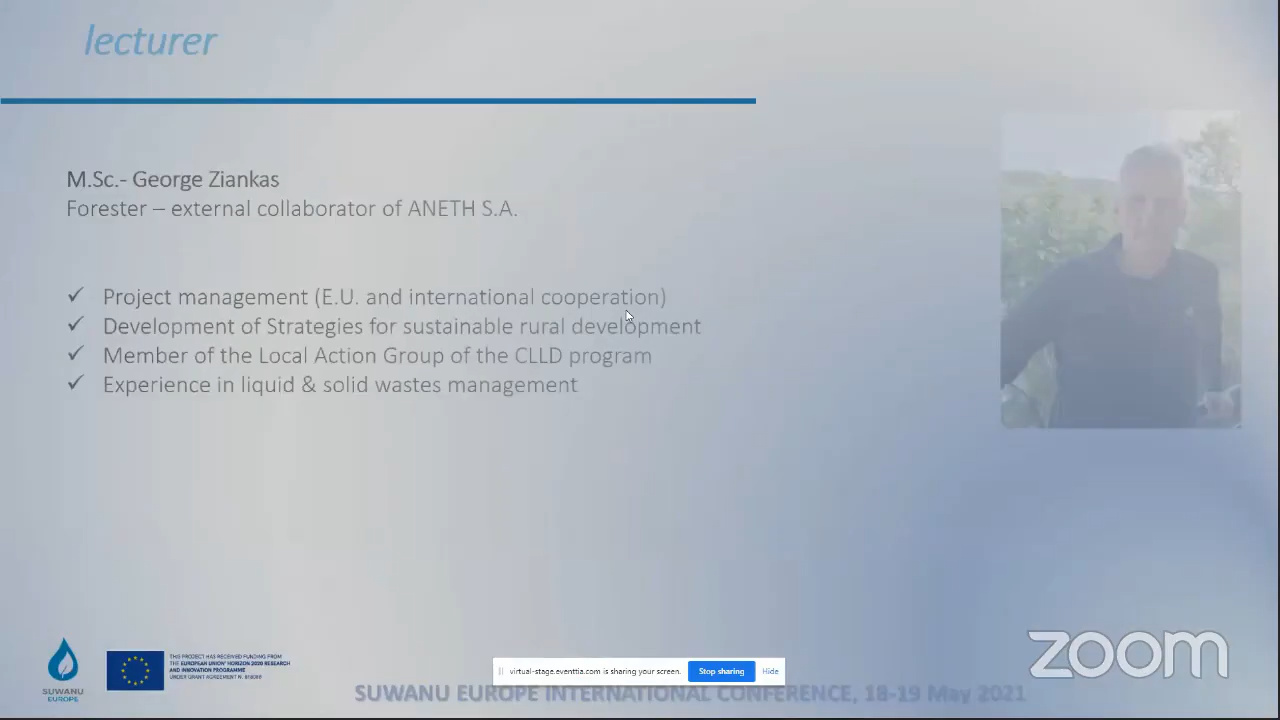 lecturer
M.Sc.- George Ziankas
Forester – external collaborator of ANETH S.A.
✓ Project management (E.U. and international cooperation)
✓ Development of Strategies for sustainable rural development
✓ Member of the Local Action Group of the CLLD program
✓ Experience in liquid & solid wastes management
zoom
SUWANU
EUROPE
THIS PROJECT HAS RECEIVED FUNDING FROM
THE EUROPEAN UNION' HORIZON 2020 RESEARCH
AND INNOVATION PROGRAMME
UNDER GRANT AGREEMENT N.
virtual-stage.eventtia.com is sharing your screen.
Stop sharing
Hide
SUWANU EUROPE INTERNATIONAL CONFERENCE, 18-19 May 2021